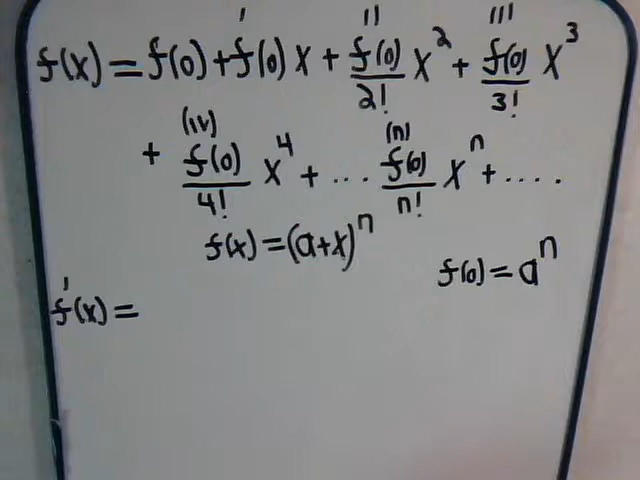 f(x) = f(0) + f'(0) x + f''(0)/2! x^2 + f'''(0)/3! x^3
+ f^(iv)(0)/4! x^4 + ... f^(n)(0)/n! x^n + ....
f(x) = (a+x)^n
f(0) = a^n
f'(x) =